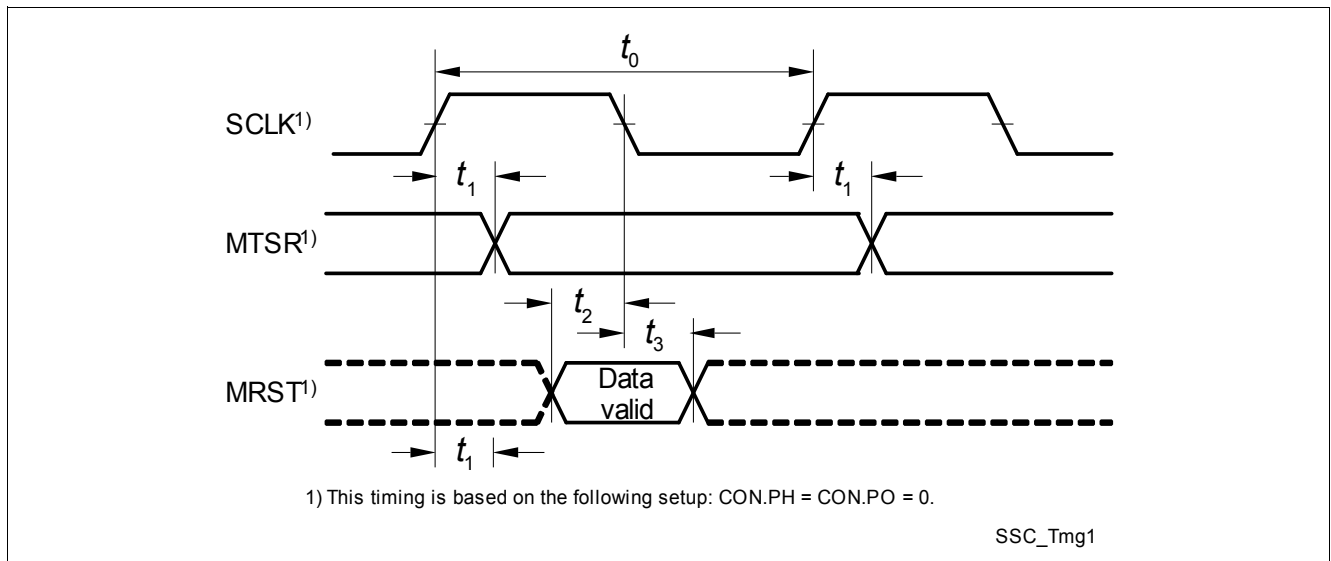 t₀
SCLK¹⁾
t₁ t₁
MTSR¹⁾
t₂
t₃
MRST¹⁾
Data
valid
t₁
1) This timing is based on the following setup: CON.PH = CON.PO = 0.
SSC_Tmg1